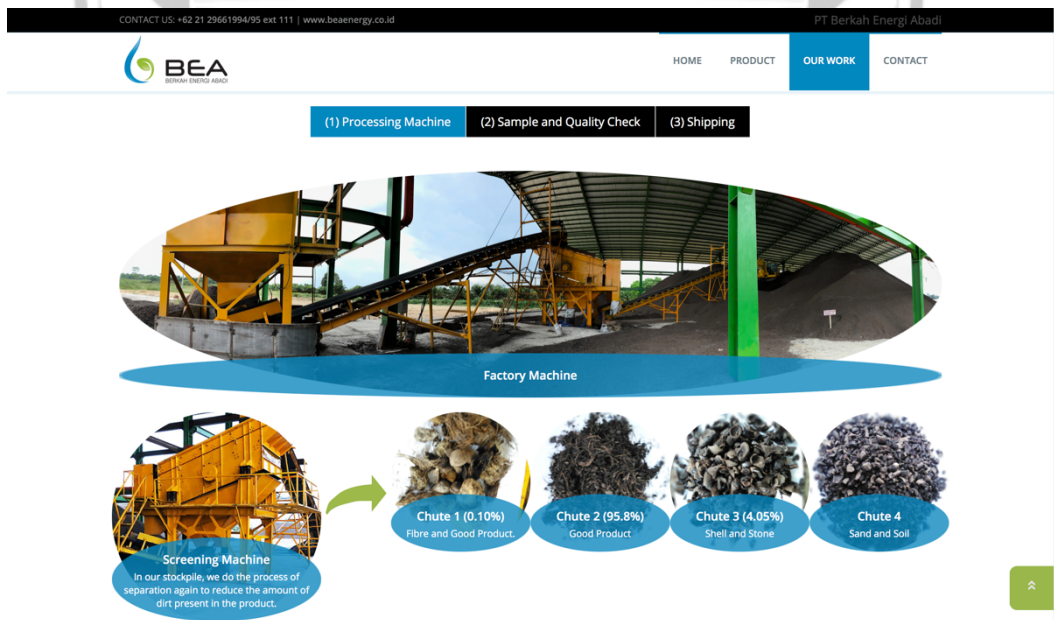 CONTACT US: +62 21 29661994/95 ext 111 | www.beaenergy.co.id
PT Berkah Energi Abadi
BEA
BERKAH ENERGI ABADI
HOME
PRODUCT
OUR WORK
CONTACT
(1) Processing Machine
(2) Sample and Quality Check
(3) Shipping
Factory Machine
Screening Machine
In our stockpile, we do the process of
separation again to reduce the amount of
dirt present in the product.
Chute 1 (0.10%)
Fibre and Good Product.
Chute 2 (95.8%)
Good Product
Chute 3 (4.05%)
Shell and Stone
Chute 4
Sand and Soil